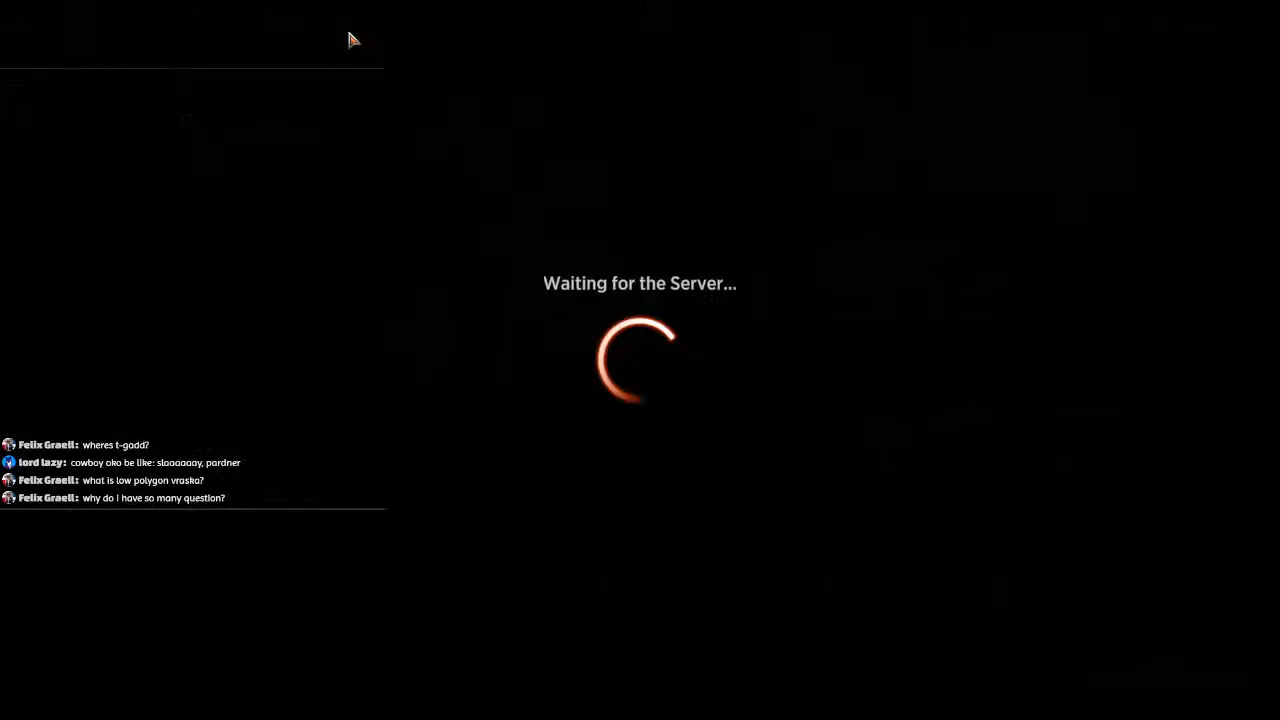 Waiting for the Server...
Felix Graell: wheres t-gadd?
lord lazy: cowboy oko be like: slaaaaaay, pardner
Felix Graell: what is low polygon vraska?
Felix Graell: why do I have so many question?